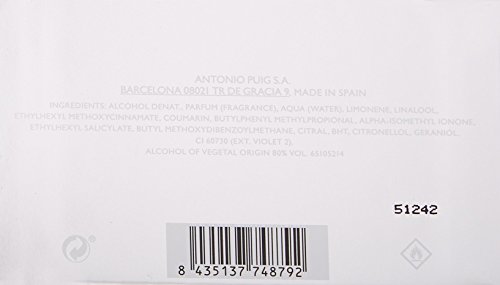 ANTONIO PUIG S.A.
BARCELONA 08021 TR DE GRACIA 9, MADE IN SPAIN
INGREDIENTS: ALCOHOL DENAT., PARFUM (FRAGRANCE), AQUA (WATER), LIMONENE, LINALOOL,
ETHYLHEXYL METHOXYCINNAMATE, COUMARIN, BUTYLPHENYL METHYLPROPIONAL, ALPHA-ISOMETHYL IONONE,
ETHYLHEXYL SALICYLATE, BUTYL METHOXYDIBENZOYLMETHANE, CITRAL, BHT, CITRONELLOL, GERANIOL,
CI 60730 (EXT. VIOLET 2).
ALCOHOL OF VEGETAL ORIGIN 80% VOL. 65105214
51242
8 435137 748792